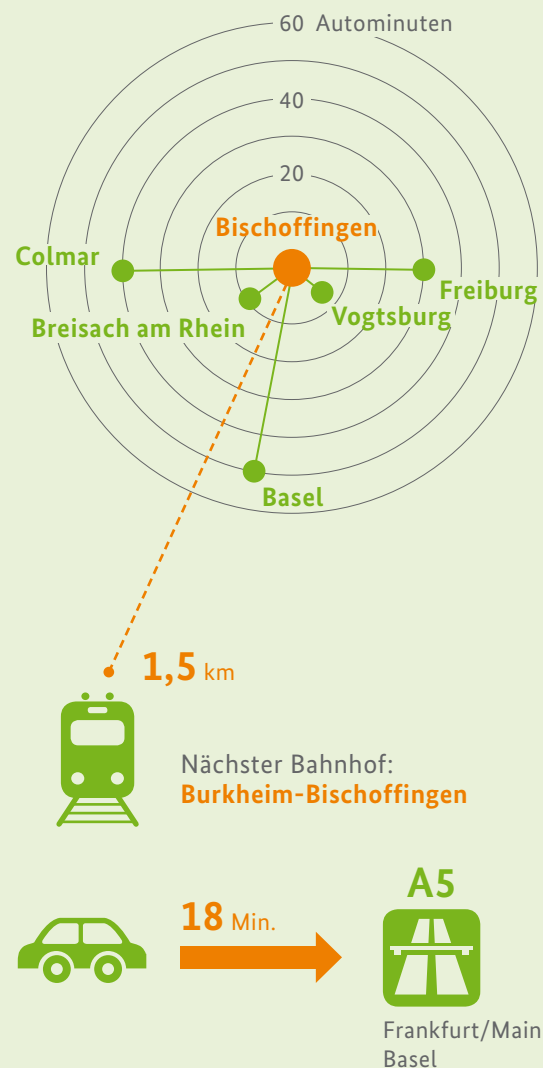 60 Autominuten
40
20
Bischoffingen
Colmar
Freiburg
Vogtsburg
Breisach am Rhein
Basel
1,5 km
Nächster Bahnhof:
Burkheim-Bischoffingen
A5
18 Min.
Frankfurt/Main
Basel